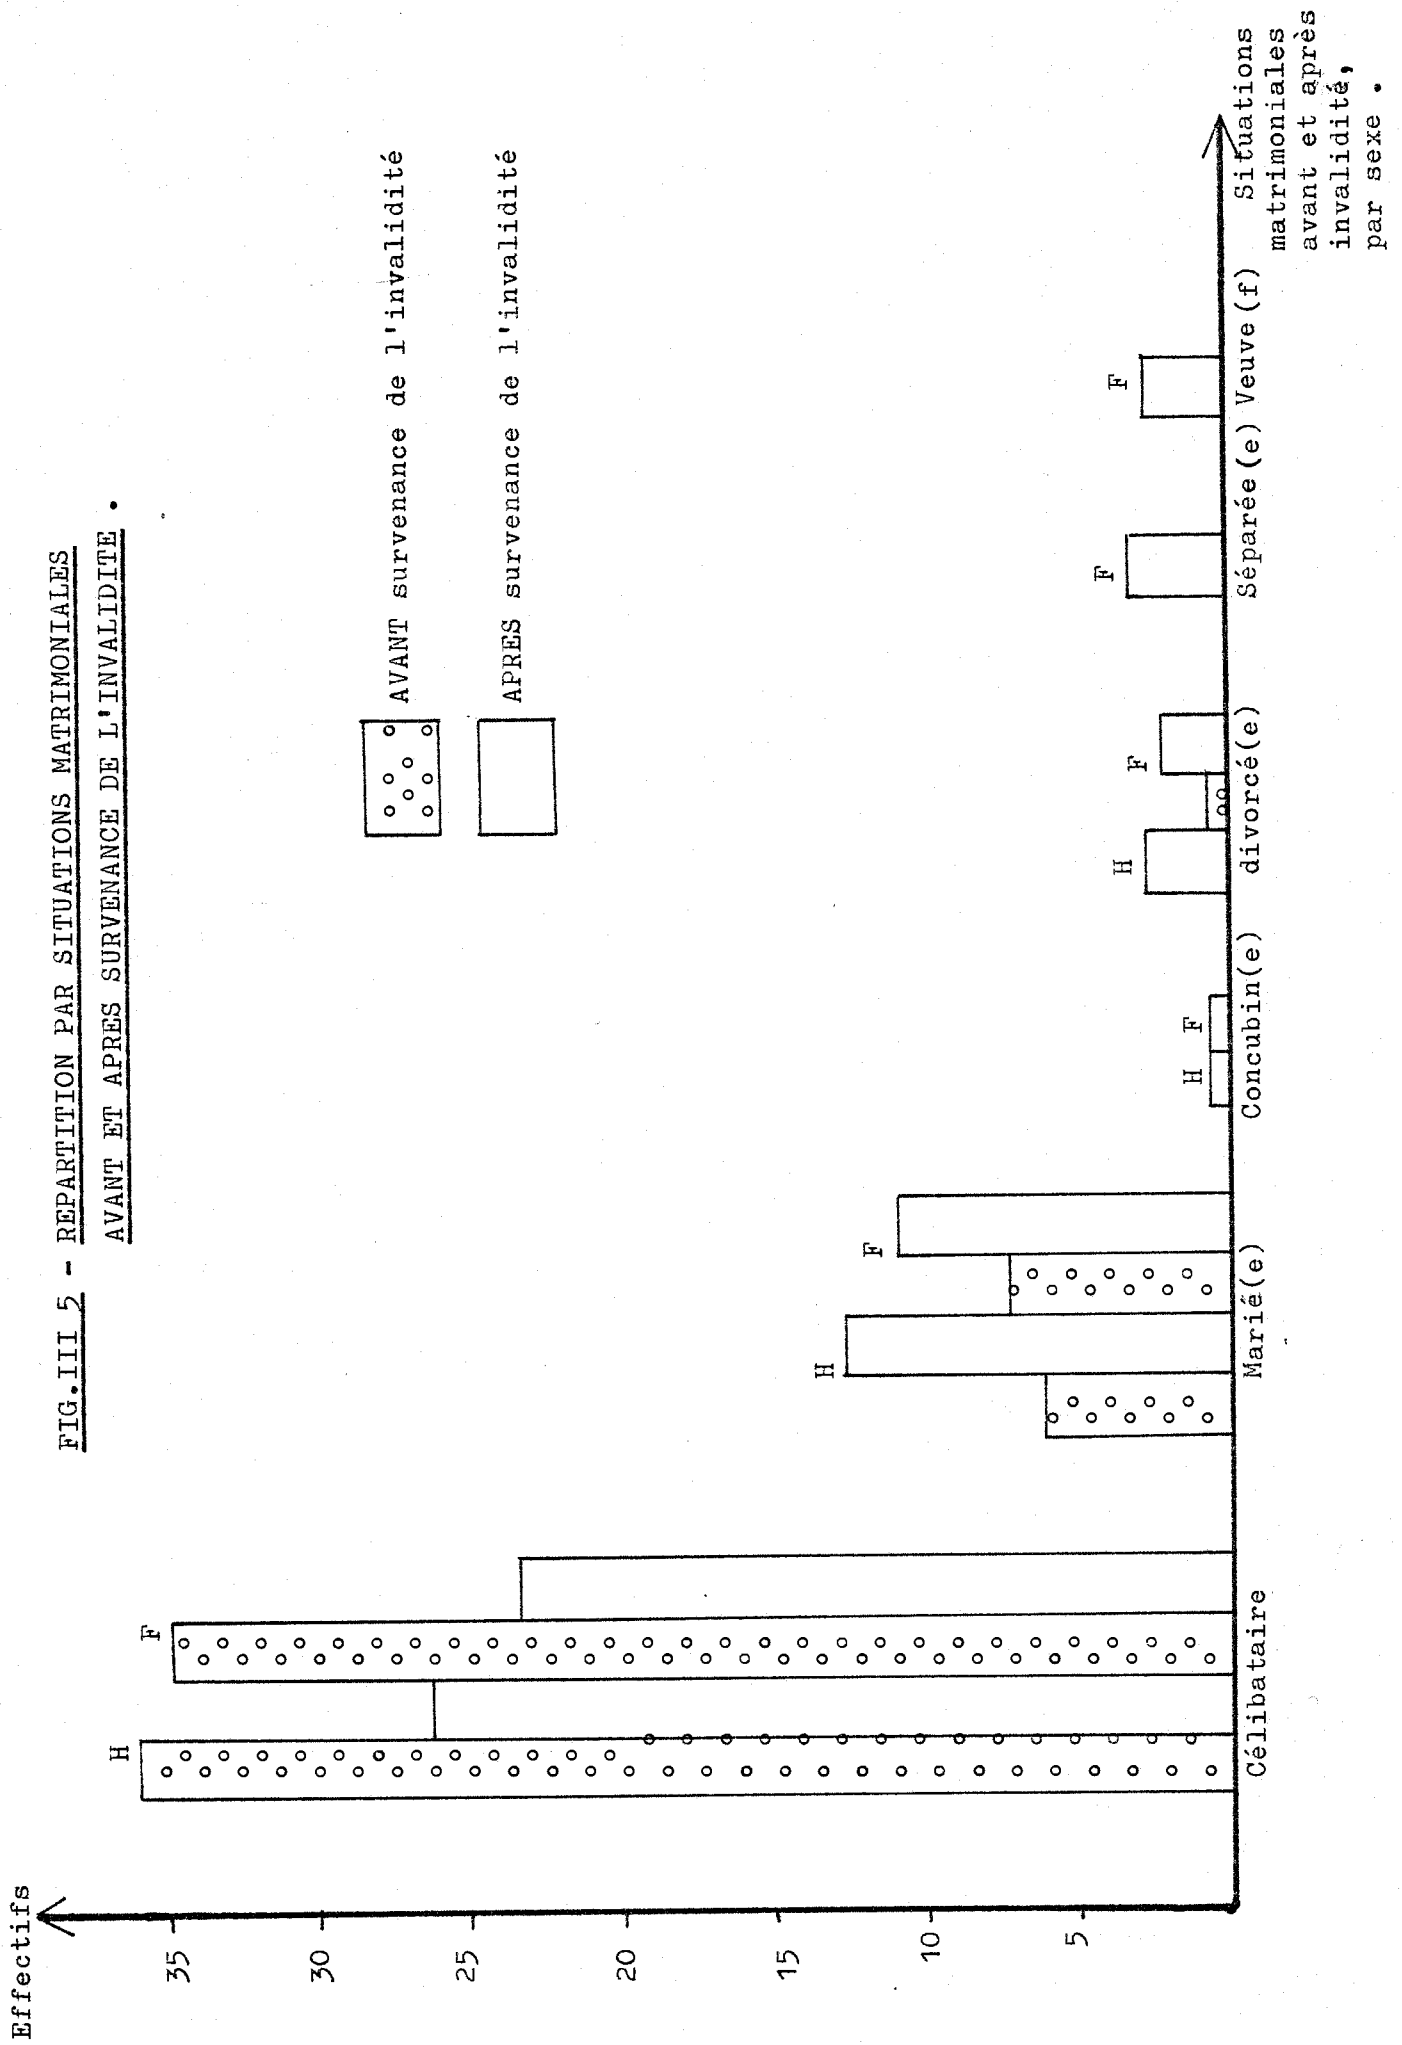 FIG.III 5 - REPARTITION PAR SITUATIONS MATRIMONIALES
AVANT ET APRES SURVENANCE DE L'INVALIDITE .
Effectifs
35
30
25
20
15
10
5
AVANT survenance de l'invalidité
APRES survenance de l'invalidité
H
F
H
F
H
F
H
F
F
F
Célibataire
Marié(e)
Concubin(e)
divorcé(e)
Séparée(e)
Veuve(f)
Situations
matrimoniales
avant et après
invalidité,
par sexe .